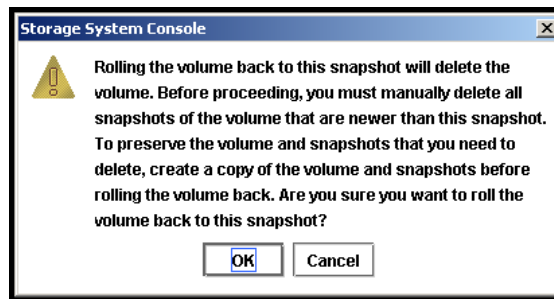 Storage System Console
Rolling the volume back to this snapshot will delete the
volume. Before proceeding, you must manually delete all
snapshots of the volume that are newer than this snapshot.
To preserve the volume and snapshots that you need to
delete, create a copy of the volume and snapshots before
rolling the volume back. Are you sure you want to roll the
volume back to this snapshot?
OK Cancel